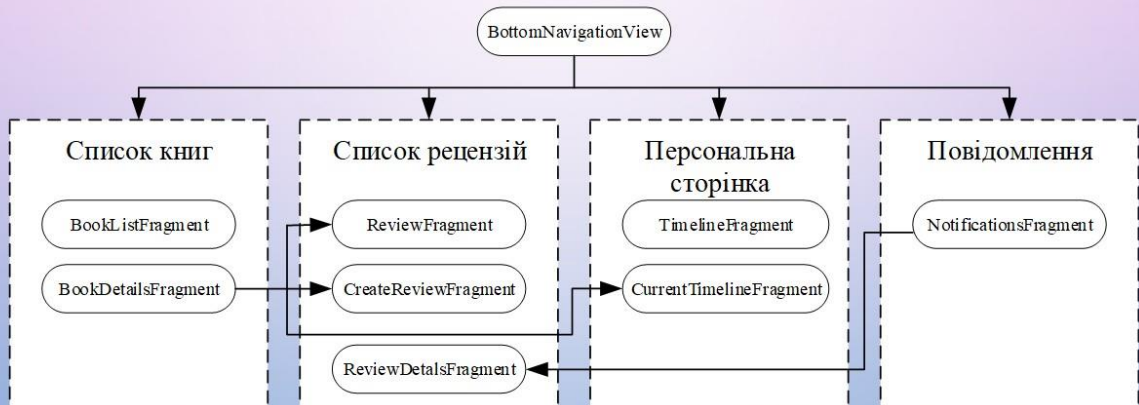 BottomNavigationView
Список книг
BookListFragment
BookDetailsFragment
Список рецензій
ReviewFragment
CreateReviewFragment
ReviewDetalsFragment
Персональна
сторінка
TimelineFragment
CurrentTimelineFragment
Повідомлення
NotificationsFragment